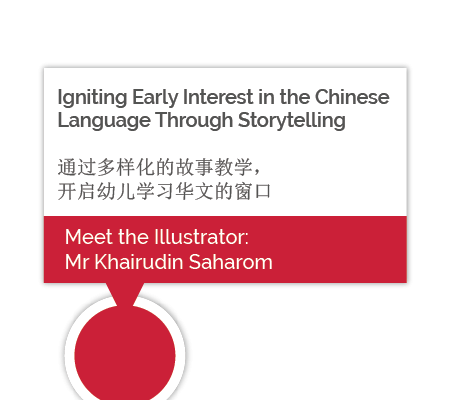 Igniting Early Interest in the Chinese
Language Through Storytelling
通过多样化的故事教学，
开启幼儿学习华文的窗口
Meet the Illustrator:
Mr Khairudin Saharom